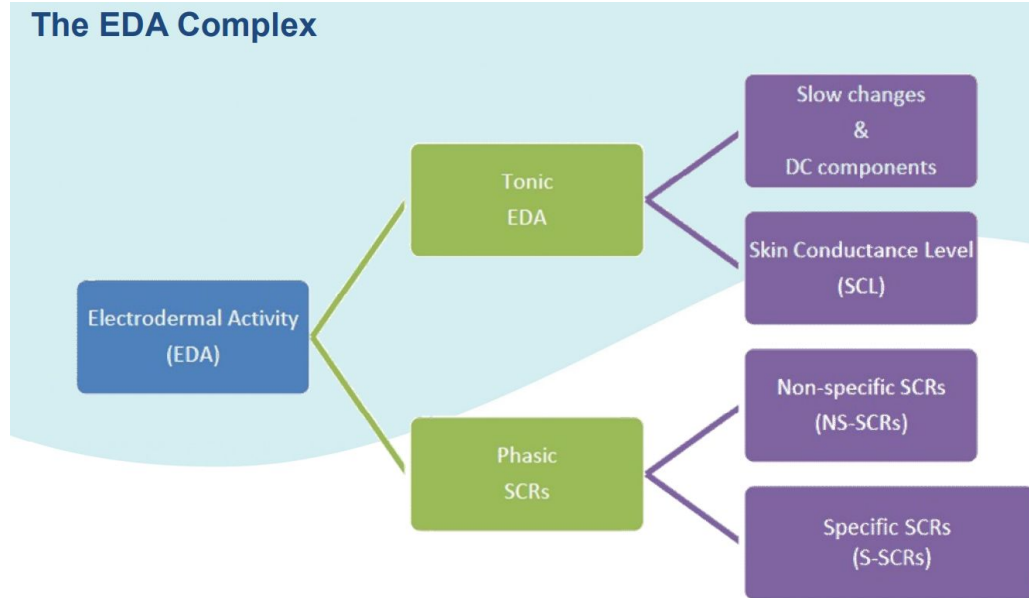 The EDA Complex
Slow changes
&
DC components
Tonic
EDA
Skin Conductance Level
(SCL)
Electrodermal Activity
(EDA)
Non-specific SCRs
(NS-SCRs)
Phasic
SCRs
Specific SCRs
(S-SCRs)